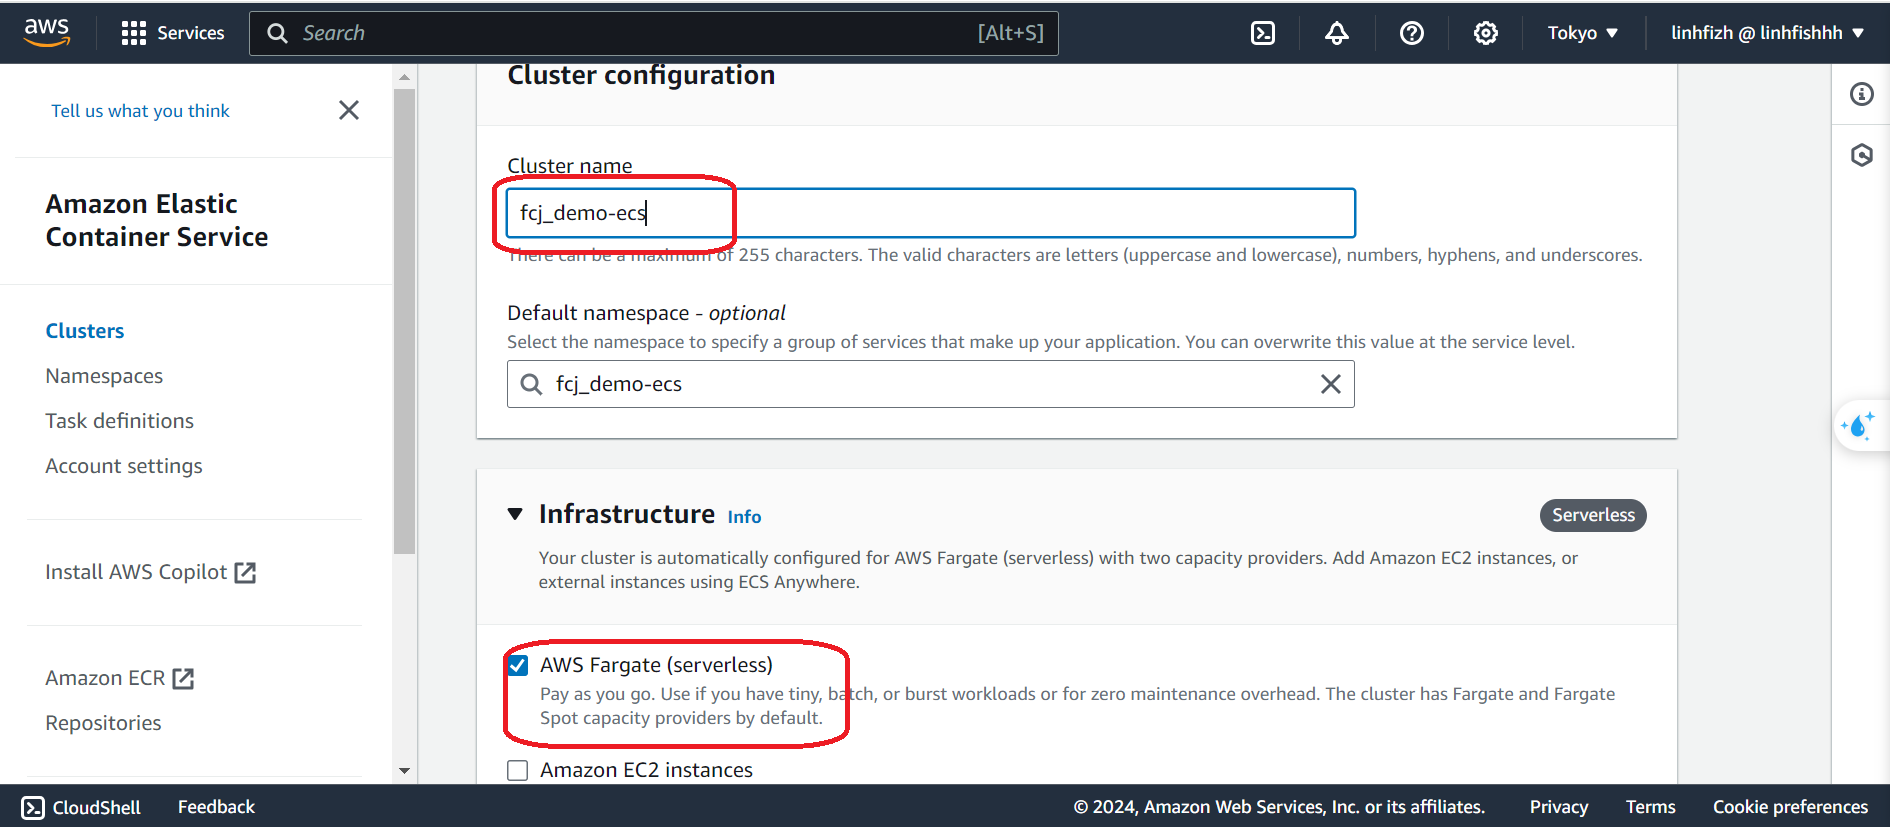 aws
Services
Search
[Alt+S]
Tokyo
linhfizh @ linhfishhh
Tell us what you think
Amazon Elastic
Container Service
Clusters
Namespaces
Task definitions
Account settings
Install AWS Copilot
Amazon ECR
Repositories
Cluster configuration
Cluster name
fcj_demo-ecs
There can be a maximum of 255 characters. The valid characters are letters (uppercase and lowercase), numbers, hyphens, and underscores.
Default namespace - optional
Select the namespace to specify a group of services that make up your application. You can overwrite this value at the service level.
fcj_demo-ecs
Infrastructure Info
Serverless
Your cluster is automatically configured for AWS Fargate (serverless) with two capacity providers. Add Amazon EC2 instances, or
external instances using ECS Anywhere.
AWS Fargate (serverless)
Pay as you go. Use if you have tiny, batch, or burst workloads or for zero maintenance overhead. The cluster has Fargate and Fargate
Spot capacity providers by default.
Amazon EC2 instances
CloudShell
Feedback
© 2024, Amazon Web Services, Inc. or its affiliates.
Privacy
Terms
Cookie preferences